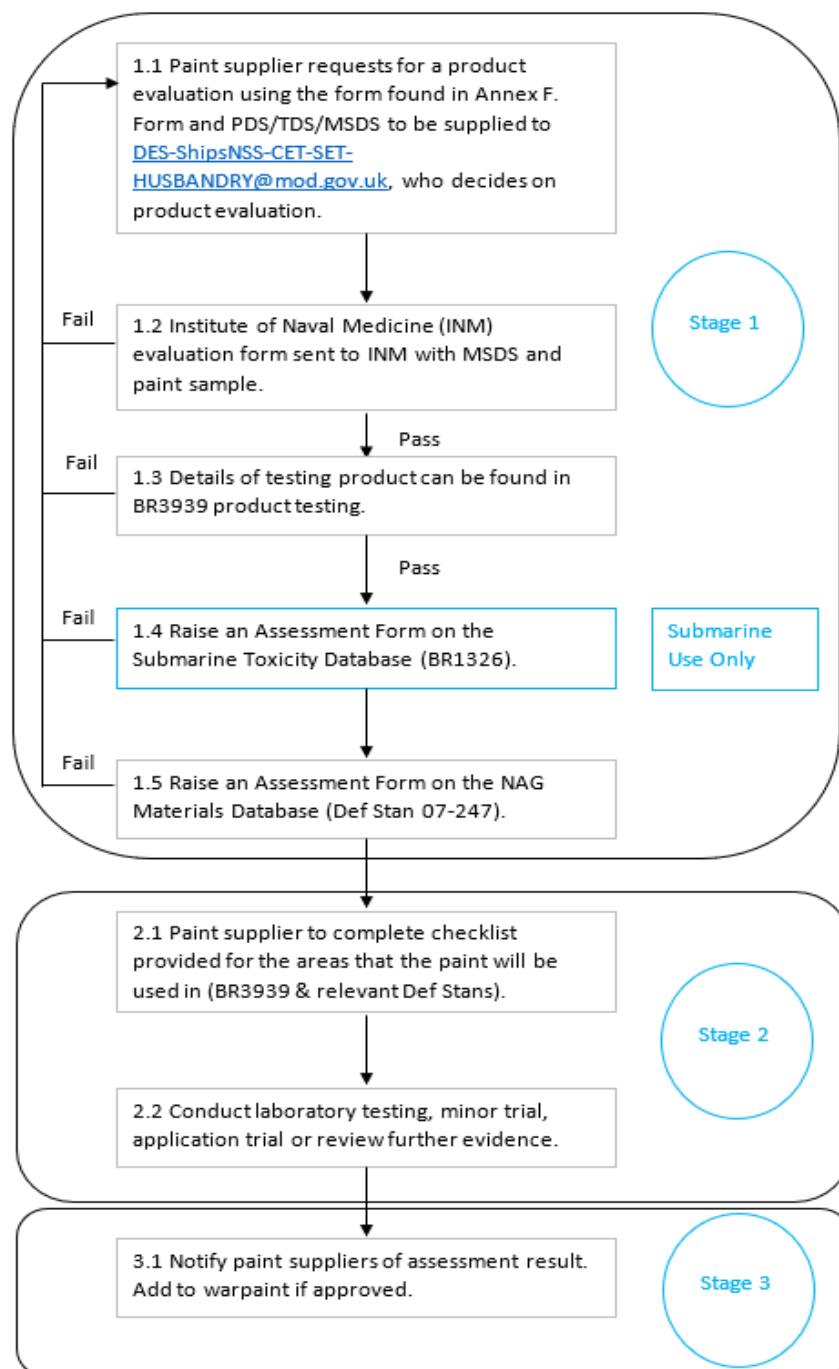 1.1 Paint supplier requests for a product
evaluation using the form found in Annex F.
Form and PDS/TDS/MSDS to be supplied to
DES-ShipsNSS-CET-SET-
HUSBANDRY@mod.gov.uk, who decides on
product evaluation.
Stage 1
Fail
1.2 Institute of Naval Medicine (INM)
evaluation form sent to INM with MSDS and
paint sample.
Pass
Fail
1.3 Details of testing product can be found in
BR3939 product testing.
Pass
Fail
1.4 Raise an Assessment Form on the
Submarine Toxicity Database (BR1326).
Submarine
Use Only
Fail
1.5 Raise an Assessment Form on the NAG
Materials Database (Def Stan 07-247).
2.1 Paint supplier to complete checklist
provided for the areas that the paint will be
used in (BR3939 & relevant Def Stans).
Stage 2
2.2 Conduct laboratory testing, minor trial,
application trial or review further evidence.
3.1 Notify paint suppliers of assessment result.
Add to warpaint if approved.
Stage 3